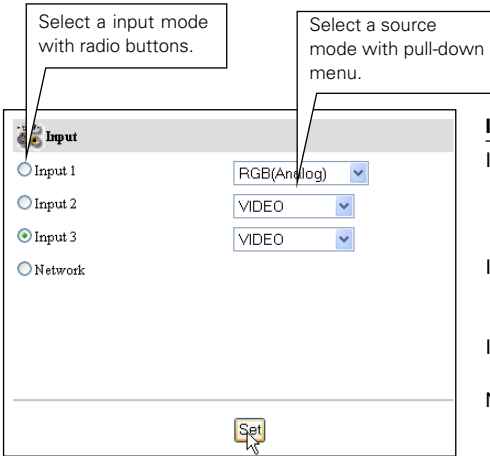 Select a input mode
with radio buttons.
Select a source
mode with pull-down
menu.
Input
Input 1 RGB(Analog)
Input 2 VIDEO
Input 3 VIDEO
Network
Set